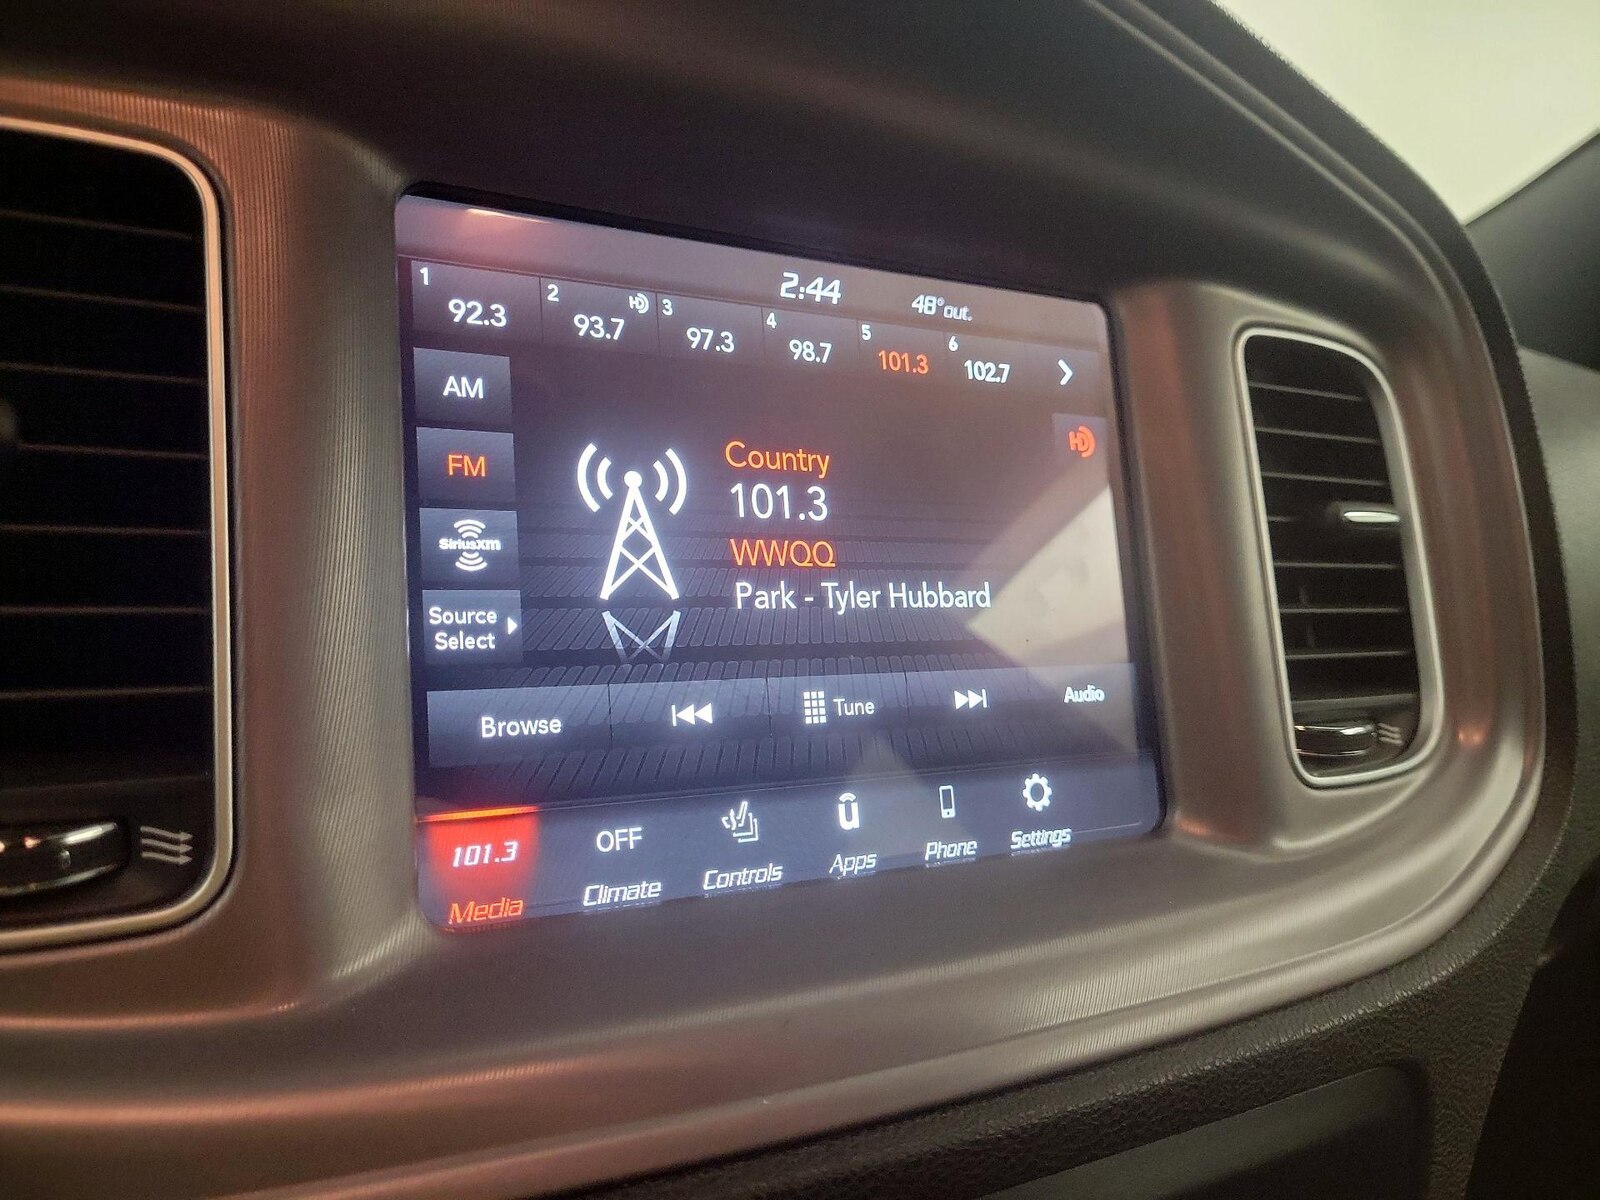 2:44 48° out.
1 92.3 2 HD 93.7 3 97.3 4 98.7 5 101.3 6 102.7
AM
HD
Country
FM
101.3
WWQQ
SiriusXM
Park - Tyler Hubbard
Source
Select
Browse Tune Audio
101.3 OFF
Media Climate Controls Apps Phone Settings